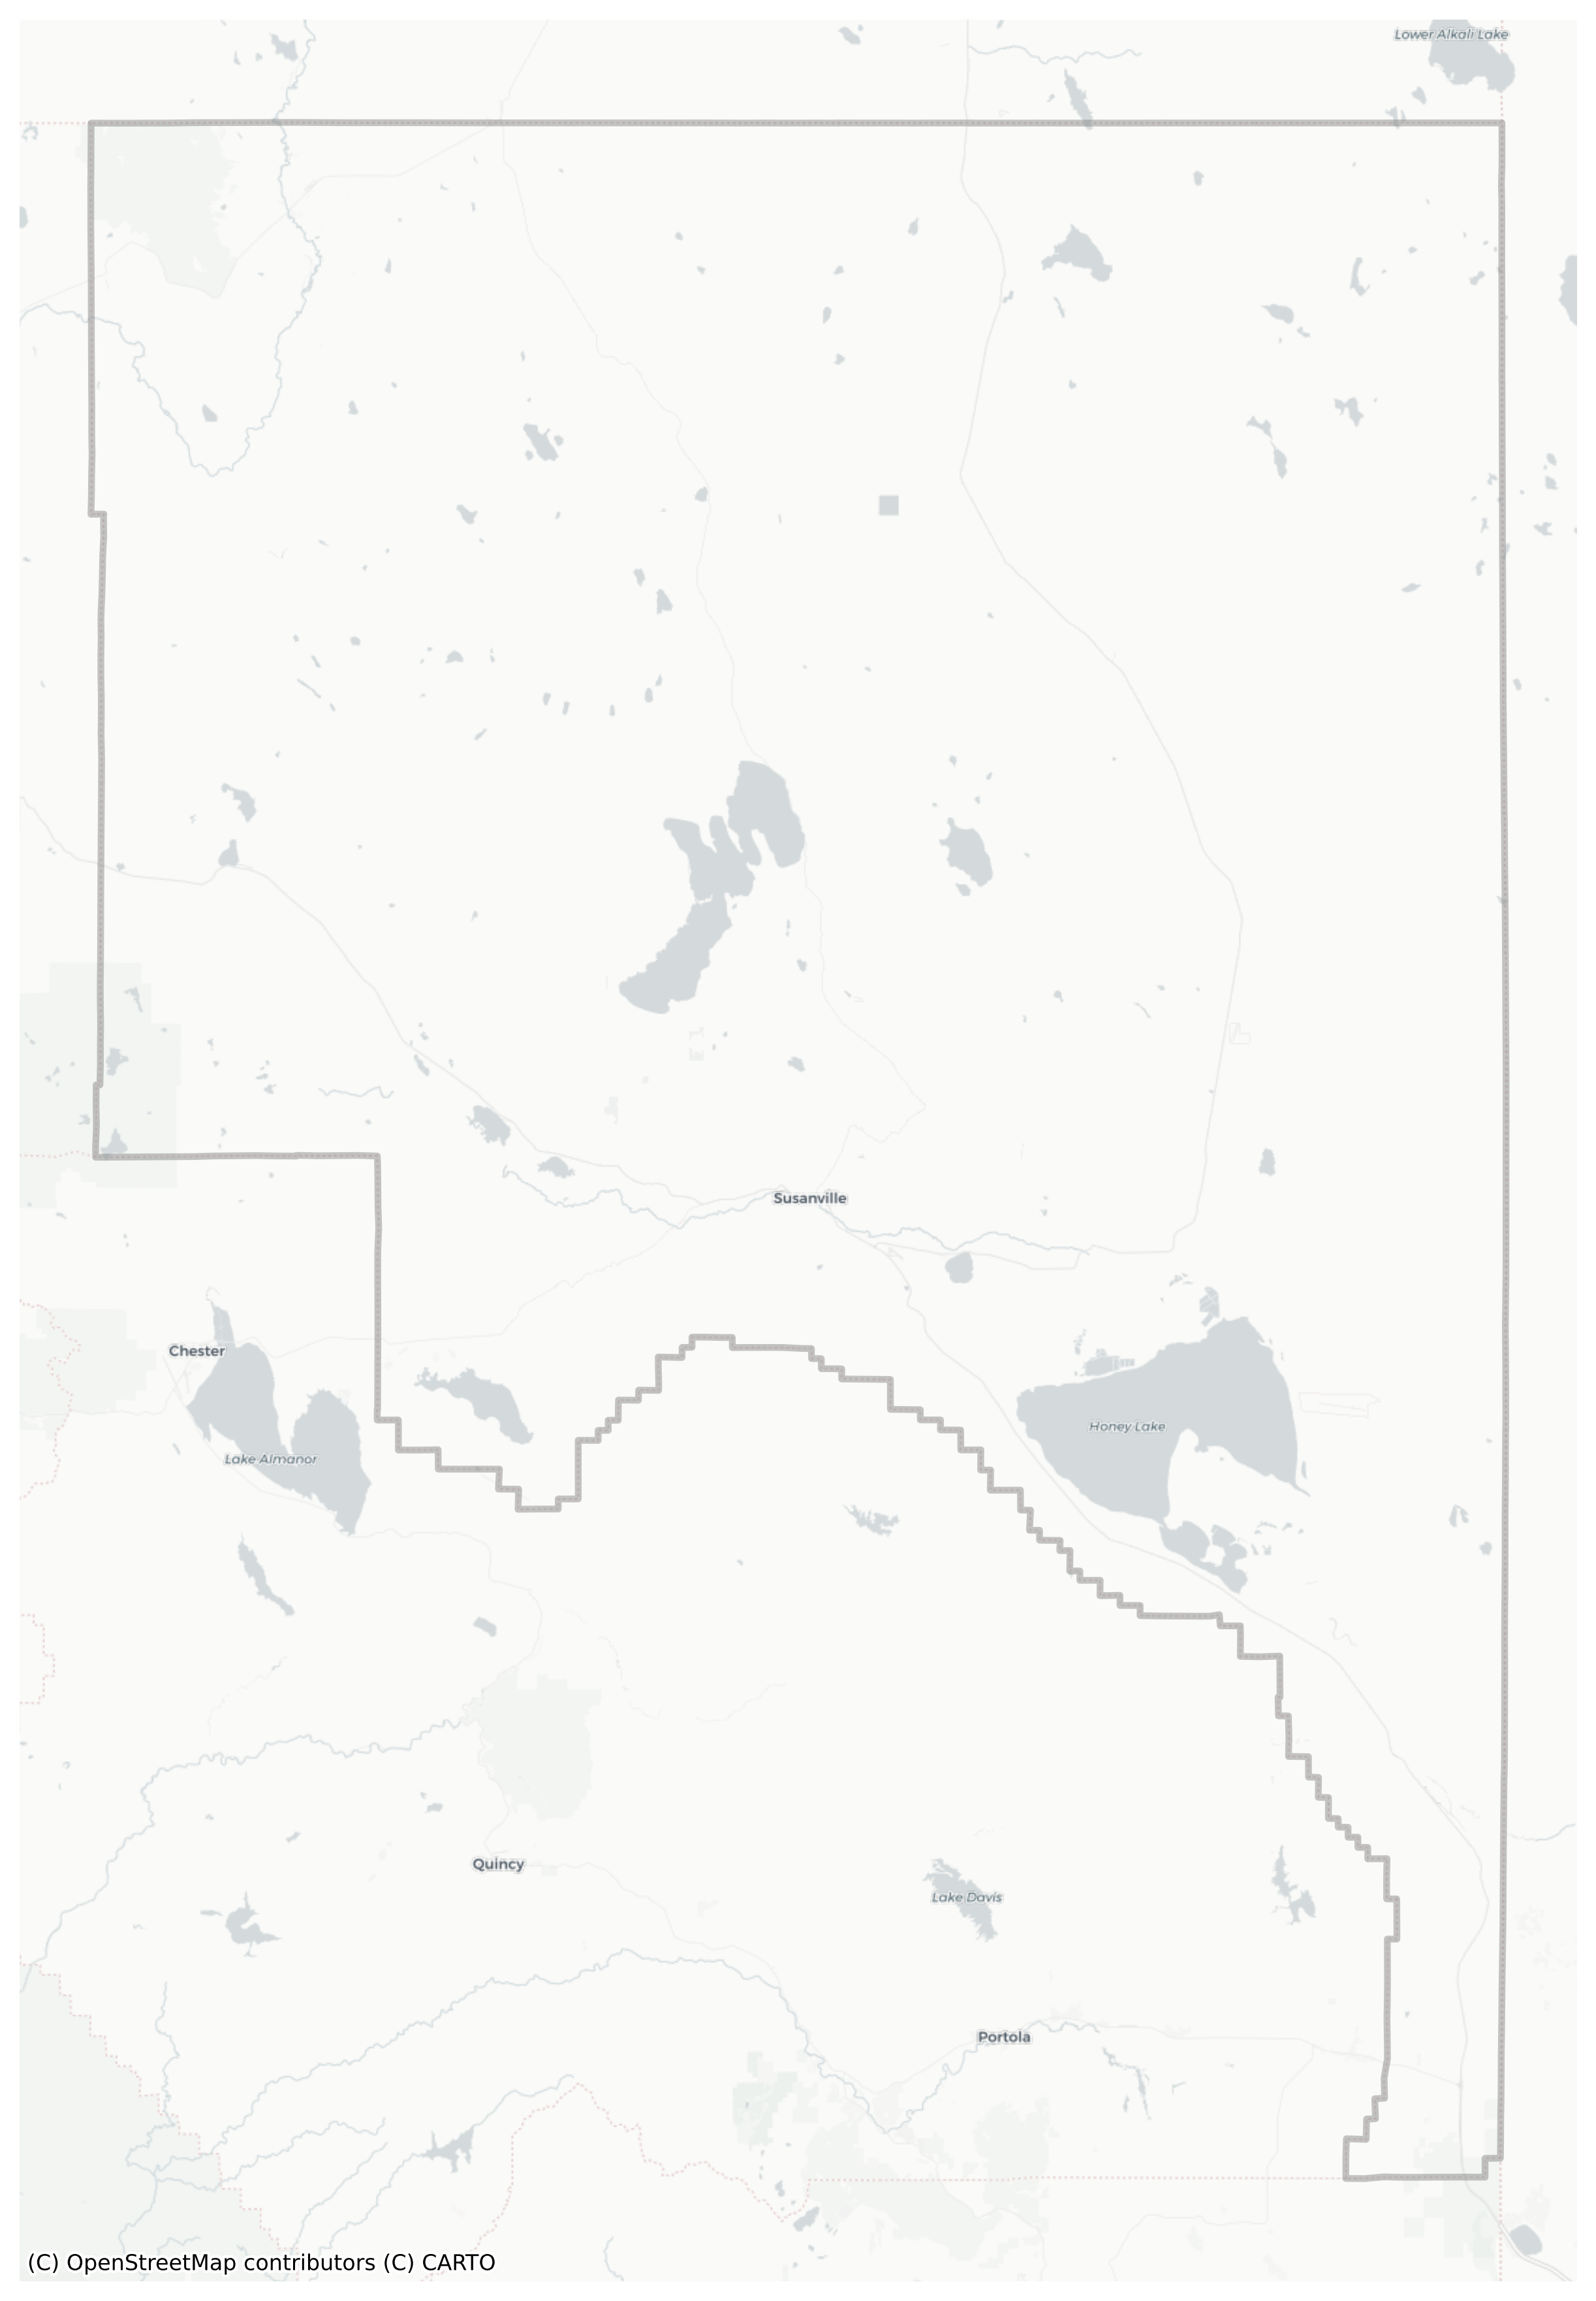 Lower Alkali Lake
Susanville
Chester
Honey Lake
Lake Almanor
Quincy
Lake Davis
Portola
(C) OpenStreetMap contributors (C) CARTO